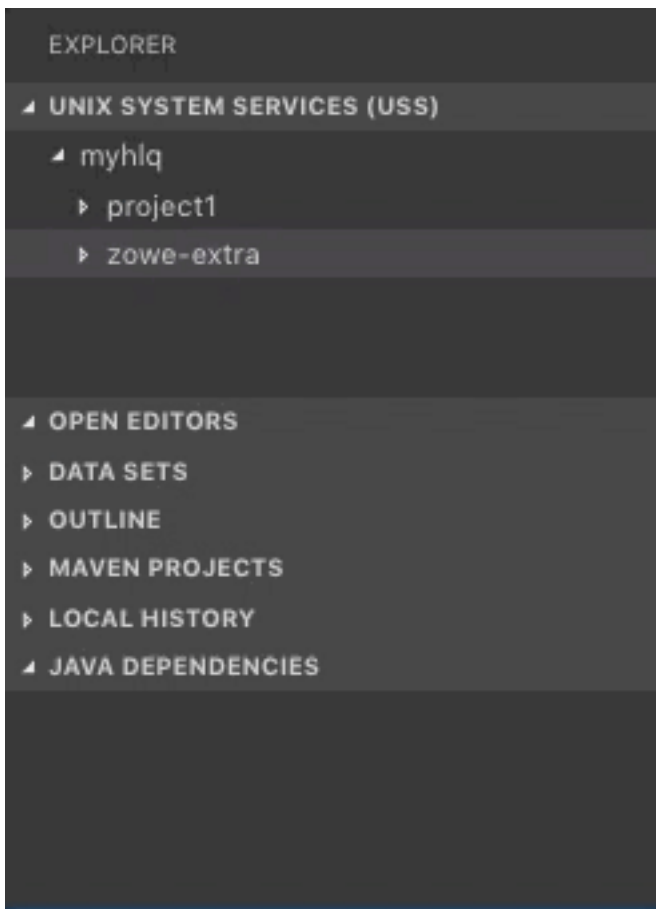 EXPLORER
UNIX SYSTEM SERVICES (USS)
myhlq
project1
zowe-extra
OPEN EDITORS
DATA SETS
OUTLINE
MAVEN PROJECTS
LOCAL HISTORY
JAVA DEPENDENCIES